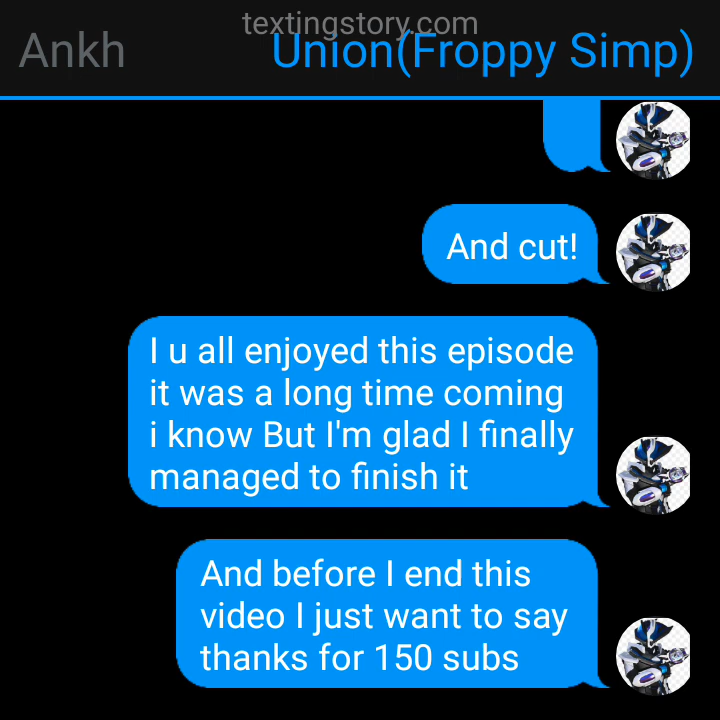 textingstory.com
Ankh
Union(Froppy Simp)
And cut!
I u all enjoyed this episode
it was a long time coming
i know But I'm glad I finally
managed to finish it
And before I end this
video I just want to say
thanks for 150 subs